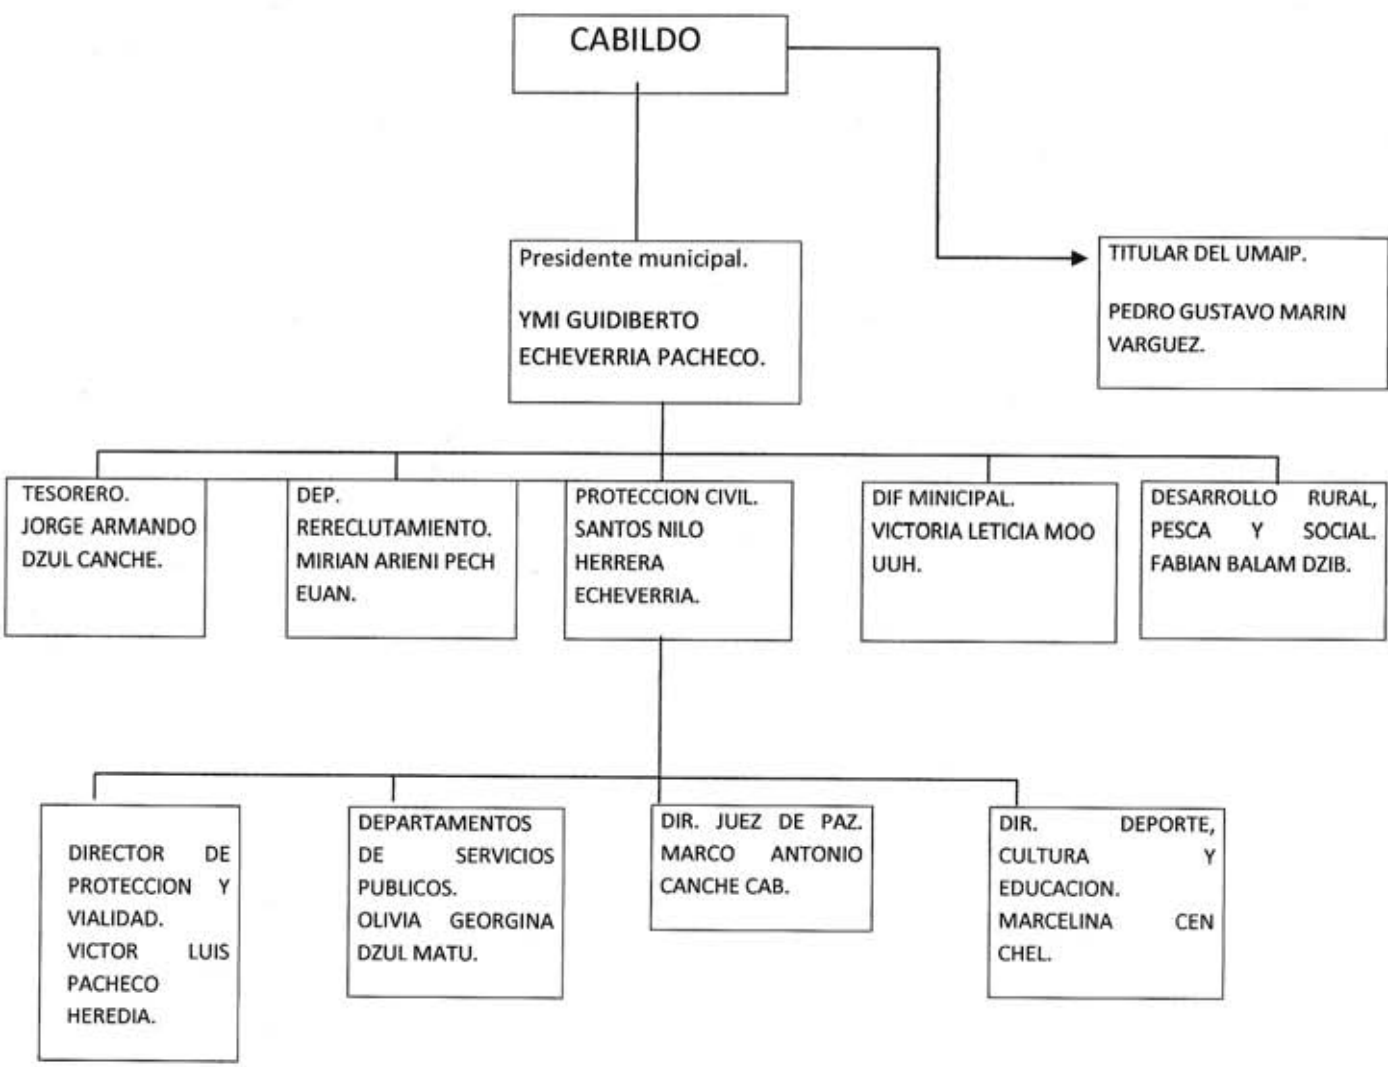 CABILDO
Presidente municipal.
YMI GUIDIBERTO
ECHEVERRIA PACHECO.
TITULAR DEL UMAIP.
PEDRO GUSTAVO MARIN
VARGUEZ.
TESORERO.
JORGE ARMANDO
DZUL CANCHE.
DEP.
RERECLUTAMIENTO.
MIRIAN ARIENI PECH
EUAN.
PROTECCION CIVIL.
SANTOS NILO
HERRERA
ECHEVERRIA.
DIF MINICIPAL.
VICTORIA LETICIA MOO
UUH.
DESARROLLO RURAL,
PESCA Y SOCIAL.
FABIAN BALAM DZIB.
DIRECTOR DE
PROTECCION Y
VIALIDAD.
VICTOR LUIS
PACHECO
HEREDIA.
DEPARTAMENTOS
DE SERVICIOS
PUBLICOS.
OLIVIA GEORGINA
DZUL MATU.
DIR. JUEZ DE PAZ.
MARCO ANTONIO
CANCHE CAB.
DIR. DEPORTE,
CULTURA Y
EDUCACION.
MARCELINA CEN
CHEL.